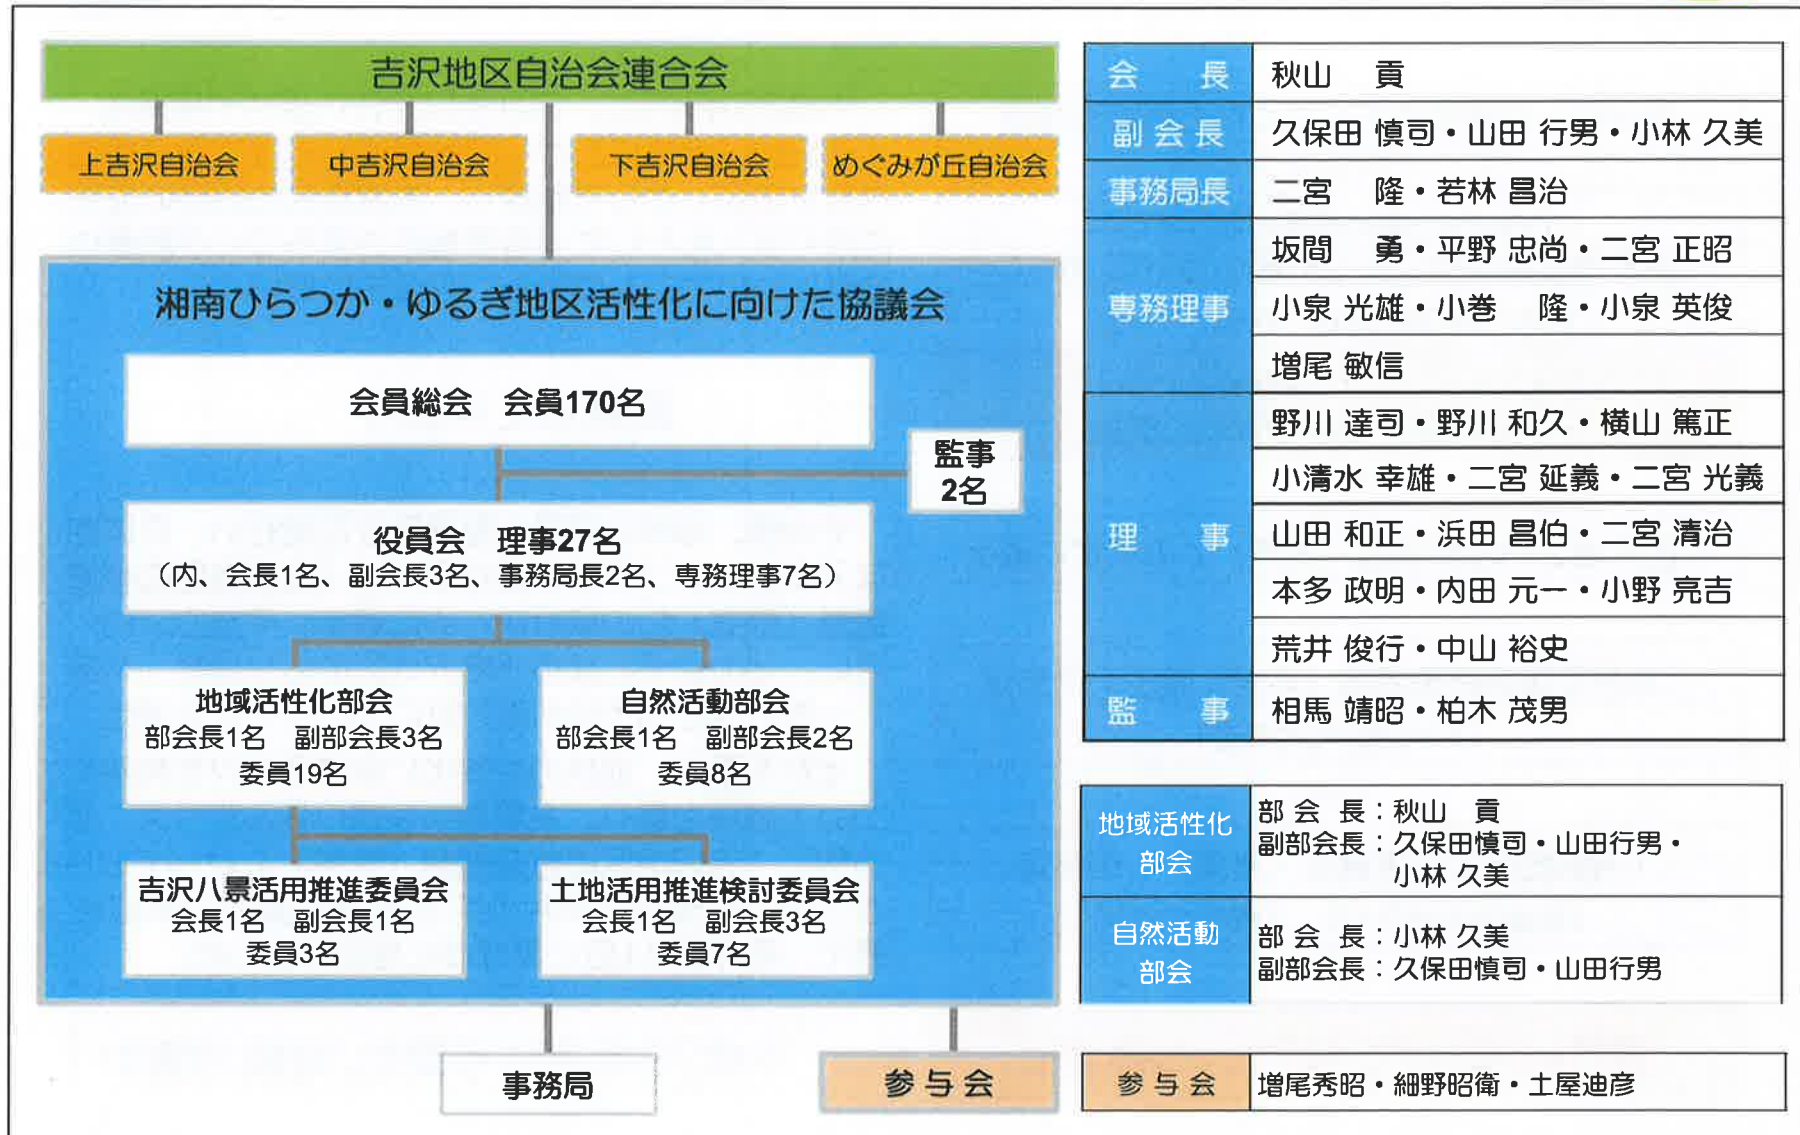 吉沢地区自治会連合会
上吉沢自治会
中吉沢自治会
下吉沢自治会
めぐみが丘自治会
湘南ひらつか・ゆるぎ地区活性化に向けた協議会
会員総会　会員170名
監事
2名
役員会　理事27名
（内、会長1名、副会長3名、事務局長2名、専務理事7名）
地域活性化部会
部会長1名　副部会長3名
委員19名
自然活動部会
部会長1名　副部会長2名
委員8名
吉沢八景活用推進委員会
会長1名　副会長1名
委員3名
土地活用推進検討委員会
会長1名　副会長3名
委員7名
事務局
参与会
会　長　秋山　貢
副会長　久保田 慎司・山田 行男・小林 久美
事務局長　二宮　隆・若林 昌治
専務理事
坂間　勇・平野 忠尚・二宮 正昭
小泉 光雄・小巻　隆・小泉 英俊
増尾 敏信
理　事
野川 達司・野川 和久・横山 篤正
小清水 幸雄・二宮 延義・二宮 光義
山田 和正・浜田 昌伯・二宮 清治
本多 政明・内田 元一・小野 亮吉
荒井 俊行・中山 裕史
監　事　相馬 靖昭・柏木 茂男
地域活性化
部会
部 会 長：秋山　貢
副部会長：久保田慎司・山田行男・
小林 久美
自然活動
部会
部 会 長：小林 久美
副部会長：久保田慎司・山田行男
参与会　増尾秀昭・細野昭衛・土屋迪彦